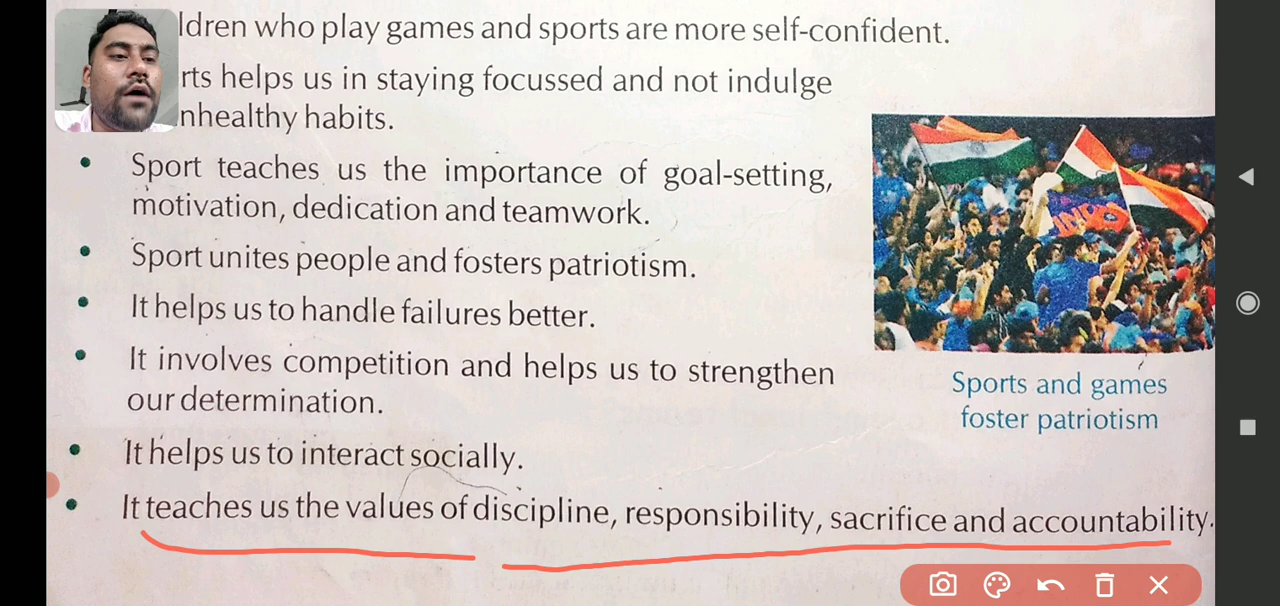 ldren who play games and sports are more self-confident.
rts helps us in staying focussed and not indulge
nhealthy habits.
• Sport teaches us the importance of goal-setting,
motivation, dedication and teamwork.
• Sport unites people and fosters patriotism.
• It helps us to handle failures better.
• It involves competition and helps us to strengthen
our determination.
• It helps us to interact socially.
• It teaches us the values of discipline, responsibility, sacrifice and accountability.
INDIA
Sports and games
foster patriotism